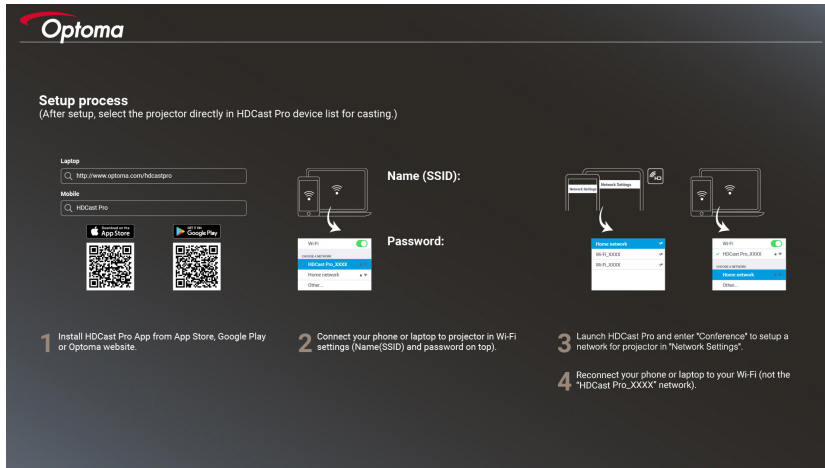 Optoma
Setup process
(After setup, select the projector directly in HDCast Pro device list for casting.)
Laptop
http://www.optoma.com/hdcastpro
Mobile
HDCast Pro
Download on the
App Store
GET IT ON
Google Play
1 Install HDCast Pro App from App Store, Google Play
or Optoma website.
Name (SSID):
Password:
Wi-Fi
CHOOSE A NETWORK
HDCast Pro_XXXX
Home network
Other...
2 Connect your phone or laptop to projector in Wi-Fi
settings (Name(SSID) and password on top).
Network Settings
Network Settings
Home network
Wi-Fi_XXXX
Wi-Fi_XXXX
Wi-Fi
HDCast Pro_XXXX
CHOOSE A NETWORK
Home network
Other...
3 Launch HDCast Pro and enter "Conference" to setup a
network for projector in "Network Settings".
4 Reconnect your phone or laptop to your Wi-Fi (not the
"HDCast Pro_XXXX" network).